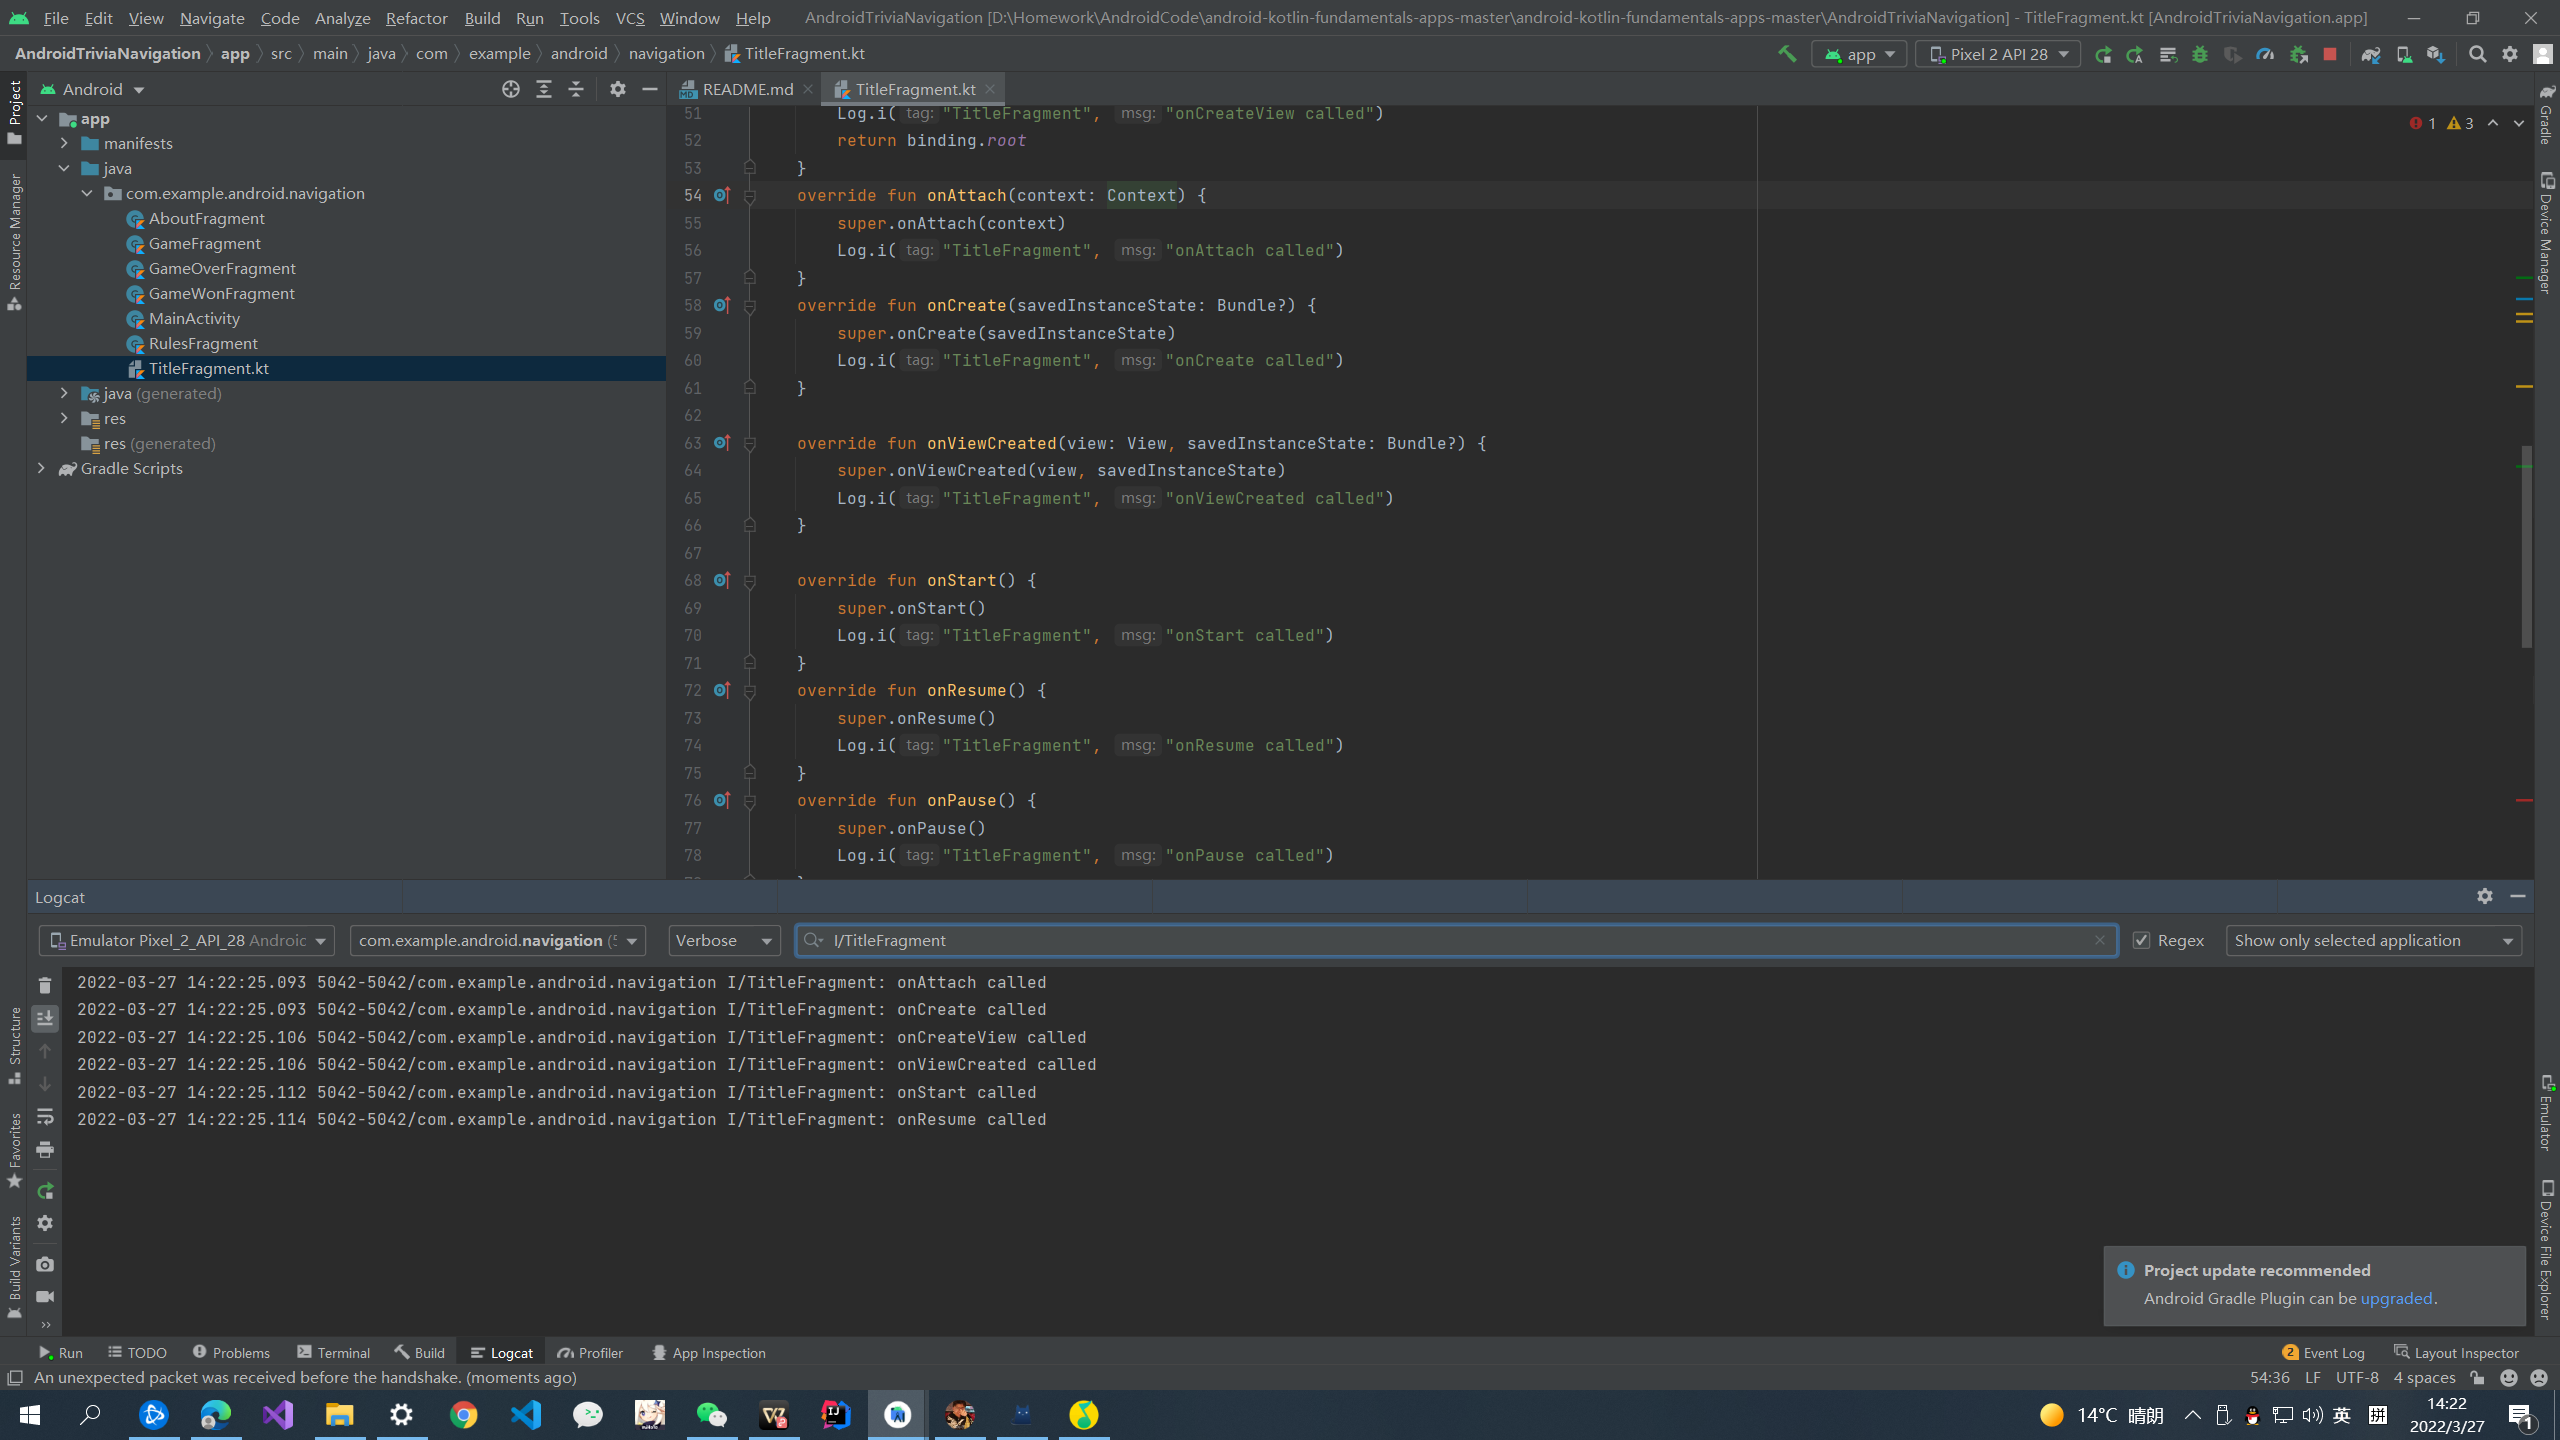 File Edit View Navigate Code Analyze Refactor Build Run Tools VCS Window Help AndroidTriviaNavigation [D:\Homework\AndroidCode\android-kotlin-fundamentals-apps-master\android-kotlin-fundamentals-apps-master\AndroidTriviaNavigation] - TitleFragment.kt [AndroidTriviaNavigation.app]
AndroidTriviaNavigation app src main java com example android navigation TitleFragment.kt app Pixel 2 API 28
Android
README.md TitleFragment.kt
app
manifests
java
com.example.android.navigation
AboutFragment
GameFragment
GameOverFragment
GameWonFragment
MainActivity
RulesFragment
TitleFragment.kt
java (generated)
res
res (generated)
Gradle Scripts
Project
Resource Manager
Structure
Favorites
Build Variants
51 Log.i( tag: "TitleFragment", msg: "onCreateView called")
52 return binding.root
53 }
54 override fun onAttach(context: Context) {
55 super.onAttach(context)
56 Log.i( tag: "TitleFragment", msg: "onAttach called")
57 }
58 override fun onCreate(savedInstanceState: Bundle?) {
59 super.onCreate(savedInstanceState)
60 Log.i( tag: "TitleFragment", msg: "onCreate called")
61 }
62
63 override fun onViewCreated(view: View, savedInstanceState: Bundle?) {
64 super.onViewCreated(view, savedInstanceState)
65 Log.i( tag: "TitleFragment", msg: "onViewCreated called")
66 }
67
68 override fun onStart() {
69 super.onStart()
70 Log.i( tag: "TitleFragment", msg: "onStart called")
71 }
72 override fun onResume() {
73 super.onResume()
74 Log.i( tag: "TitleFragment", msg: "onResume called")
75 }
76 override fun onPause() {
77 super.onPause()
78 Log.i( tag: "TitleFragment", msg: "onPause called")
1 3
Gradle
Device Manager
Emulator
Device File Explorer
Logcat
Emulator Pixel_2_API_28 Androic com.example.android.navigation Verbose I/TitleFragment Regex Show only selected application
2022-03-27 14:22:25.093 5042-5042/com.example.android.navigation I/TitleFragment: onAttach called
2022-03-27 14:22:25.093 5042-5042/com.example.android.navigation I/TitleFragment: onCreate called
2022-03-27 14:22:25.106 5042-5042/com.example.android.navigation I/TitleFragment: onCreateView called
2022-03-27 14:22:25.106 5042-5042/com.example.android.navigation I/TitleFragment: onViewCreated called
2022-03-27 14:22:25.112 5042-5042/com.example.android.navigation I/TitleFragment: onStart called
2022-03-27 14:22:25.114 5042-5042/com.example.android.navigation I/TitleFragment: onResume called
Project update recommended
Android Gradle Plugin can be upgraded.
Run TODO Problems Terminal Build Logcat Profiler App Inspection 2 Event Log Layout Inspector
An unexpected packet was received before the handshake. (moments ago) 54:36 LF UTF-8 4 spaces
14°C 晴朗 英 拼 14:22
2022/3/27 1